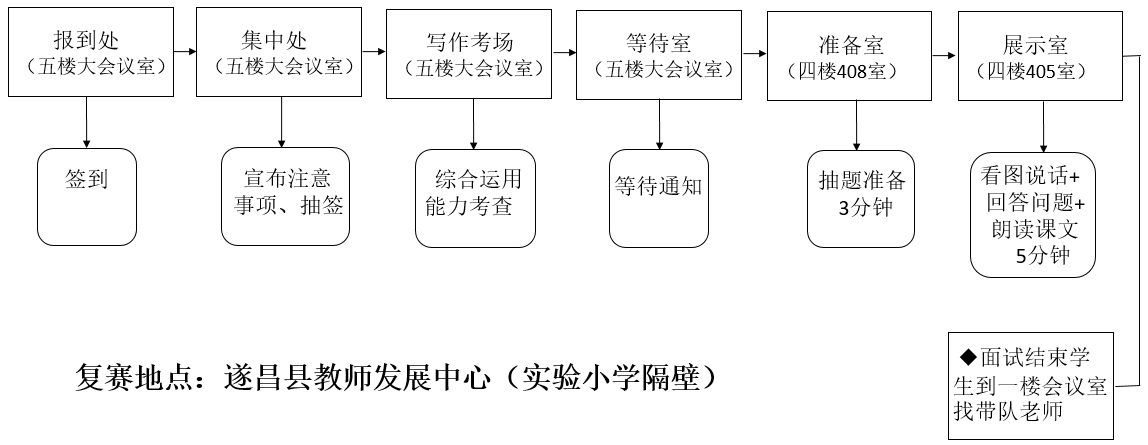 报到处
（五楼大会议室）
集中处
（五楼大会议室）
写作考场
（五楼大会议室）
等待室
（五楼大会议室）
准备室
（四楼408室）
展示室
（四楼405室）
签到
宣布注意
事项、抽签
综合运用
能力考查
等待通知
抽题准备
3分钟
看图说话+
回答问题+
朗读课文
5分钟
◆面试结束学
生到一楼会议室
找带队老师
复赛地点：遂昌县教师发展中心（实验小学隔壁）